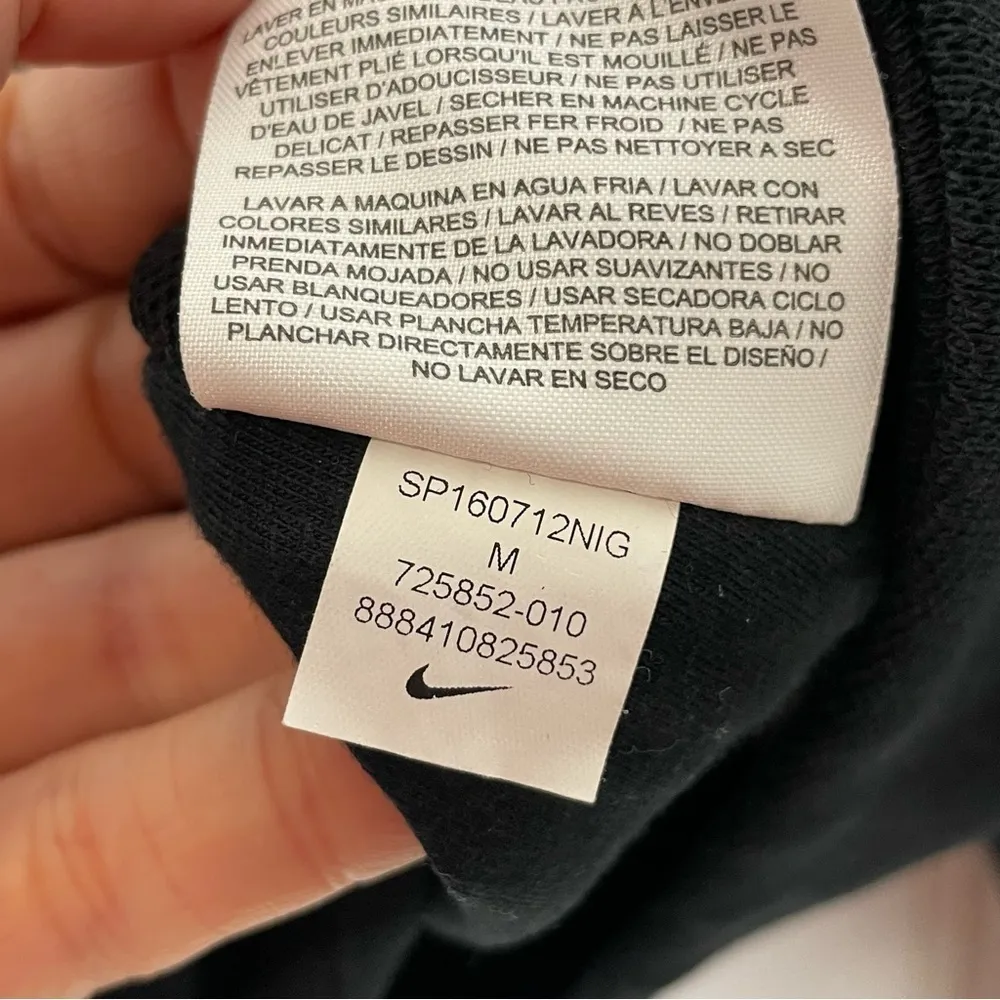 LAVER EN
COULEURS SIMILAIRES / LAVER A L'ENV
ENLEVER IMMEDIATEMENT / NE PAS LAISSER LE
VÊTEMENT PLIÉ LORSQU'IL EST MOUILLÉ / NE PAS
UTILISER D'ADOUCISSEUR / NE PAS UTILISER
D'EAU DE JAVEL / SECHER EN MACHINE CYCLE
DELICAT / REPASSER FER FROID / NE PAS
REPASSER LE DESSIN / NE PAS NETTOYER A SEC
LAVAR A MAQUINA EN AGUA FRIA / LAVAR CON
COLORES SIMILARES / LAVAR AL REVES / RETIRAR
INMEDIATAMENTE DE LA LAVADORA / NO DOBLAR
PRENDA MOJADA / NO USAR SUAVIZANTES / NO
USAR BLANQUEADORES / USAR SECADORA CICLO
LENTO / USAR PLANCHA TEMPERATURA BAJA / NO
PLANCHAR DIRECTAMENTE SOBRE EL DISEÑO /
NO LAVAR EN SECO
SP160712NIG
M
725852-010
888410825853